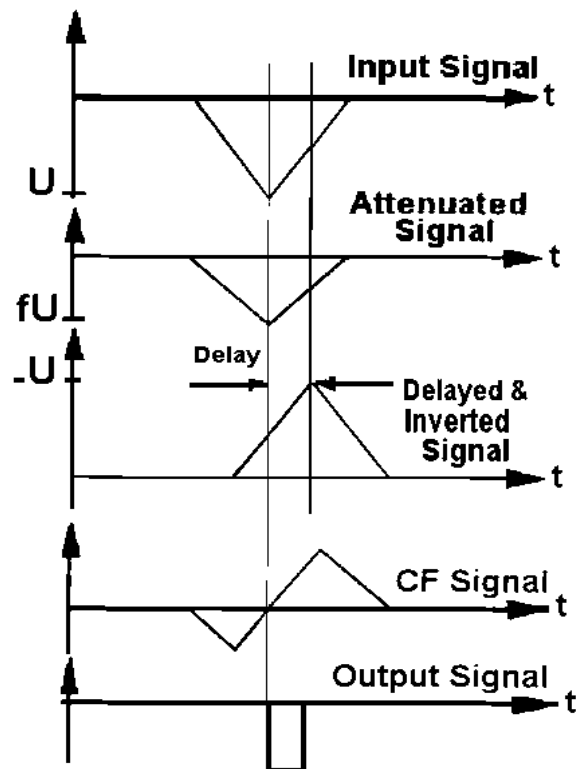 Input Signal
t
U
Attenuated
Signal
t
fU
Delay
-U
Delayed &
Inverted
Signal
t
CF Signal
t
Output Signal
t